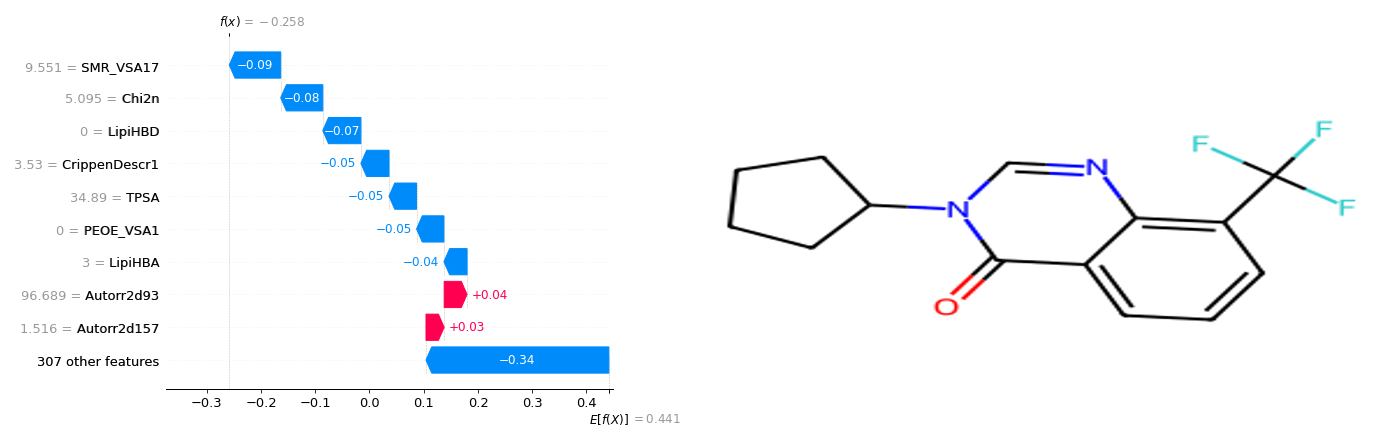 f(x) = −0.258
9.551 = SMR_VSA17
−0.09
5.095 = Chi2n
−0.08
0 = LipiHBD
−0.07
3.53 = CrippenDescr1
−0.05
34.89 = TPSA
−0.05
0 = PEOE_VSA1
−0.05
3 = LipiHBA
−0.04
96.689 = Autorr2d93
+0.04
1.516 = Autorr2d157
+0.03
307 other features
−0.34
−0.3 −0.2 −0.1 0.0 0.1 0.2 0.3 0.4
E[f(X)] = 0.441
F
F
F
N
N
O